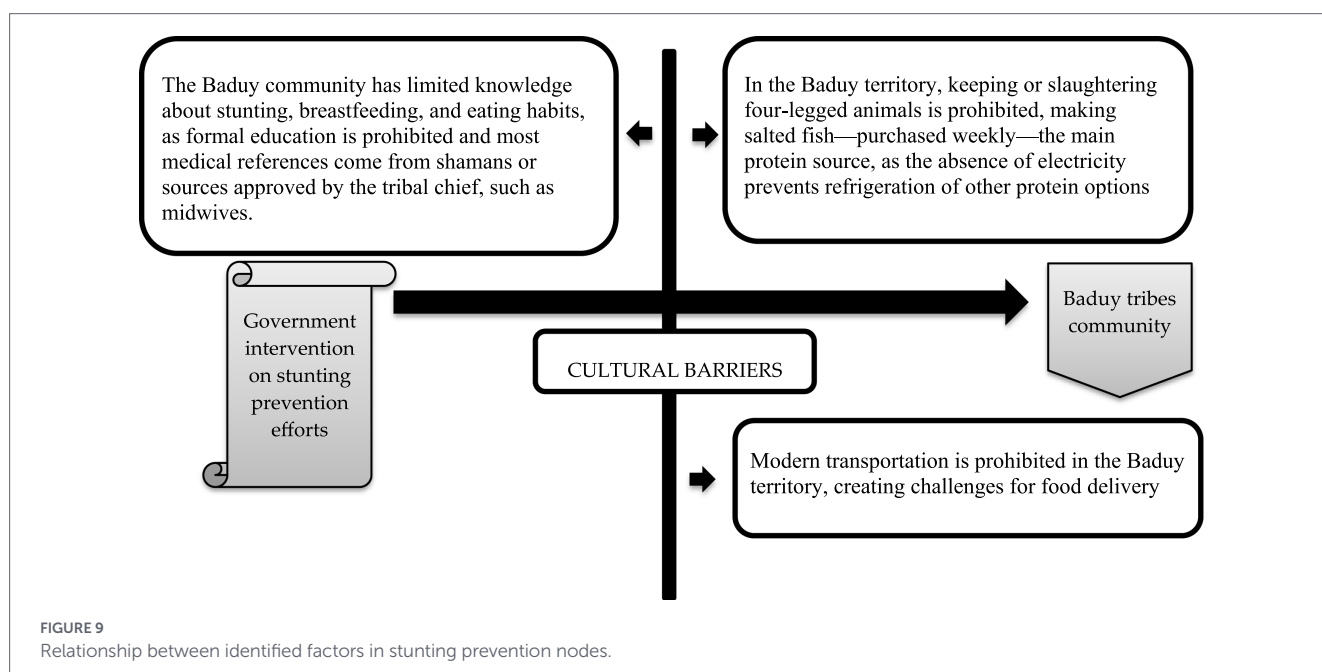 The Baduy community has limited knowledge
about stunting, breastfeeding, and eating habits,
as formal education is prohibited and most
medical references come from shamans or
sources approved by the tribal chief, such as
midwives.
In the Baduy territory, keeping or slaughtering
four-legged animals is prohibited, making
salted fish—purchased weekly—the main
protein source, as the absence of electricity
prevents refrigeration of other protein options
Government
intervention
on stunting
prevention
efforts
Baduy tribes
community
CULTURAL BARRIERS
Modern transportation is prohibited in the Baduy
territory, creating challenges for food delivery
FIGURE 9
Relationship between identified factors in stunting prevention nodes.